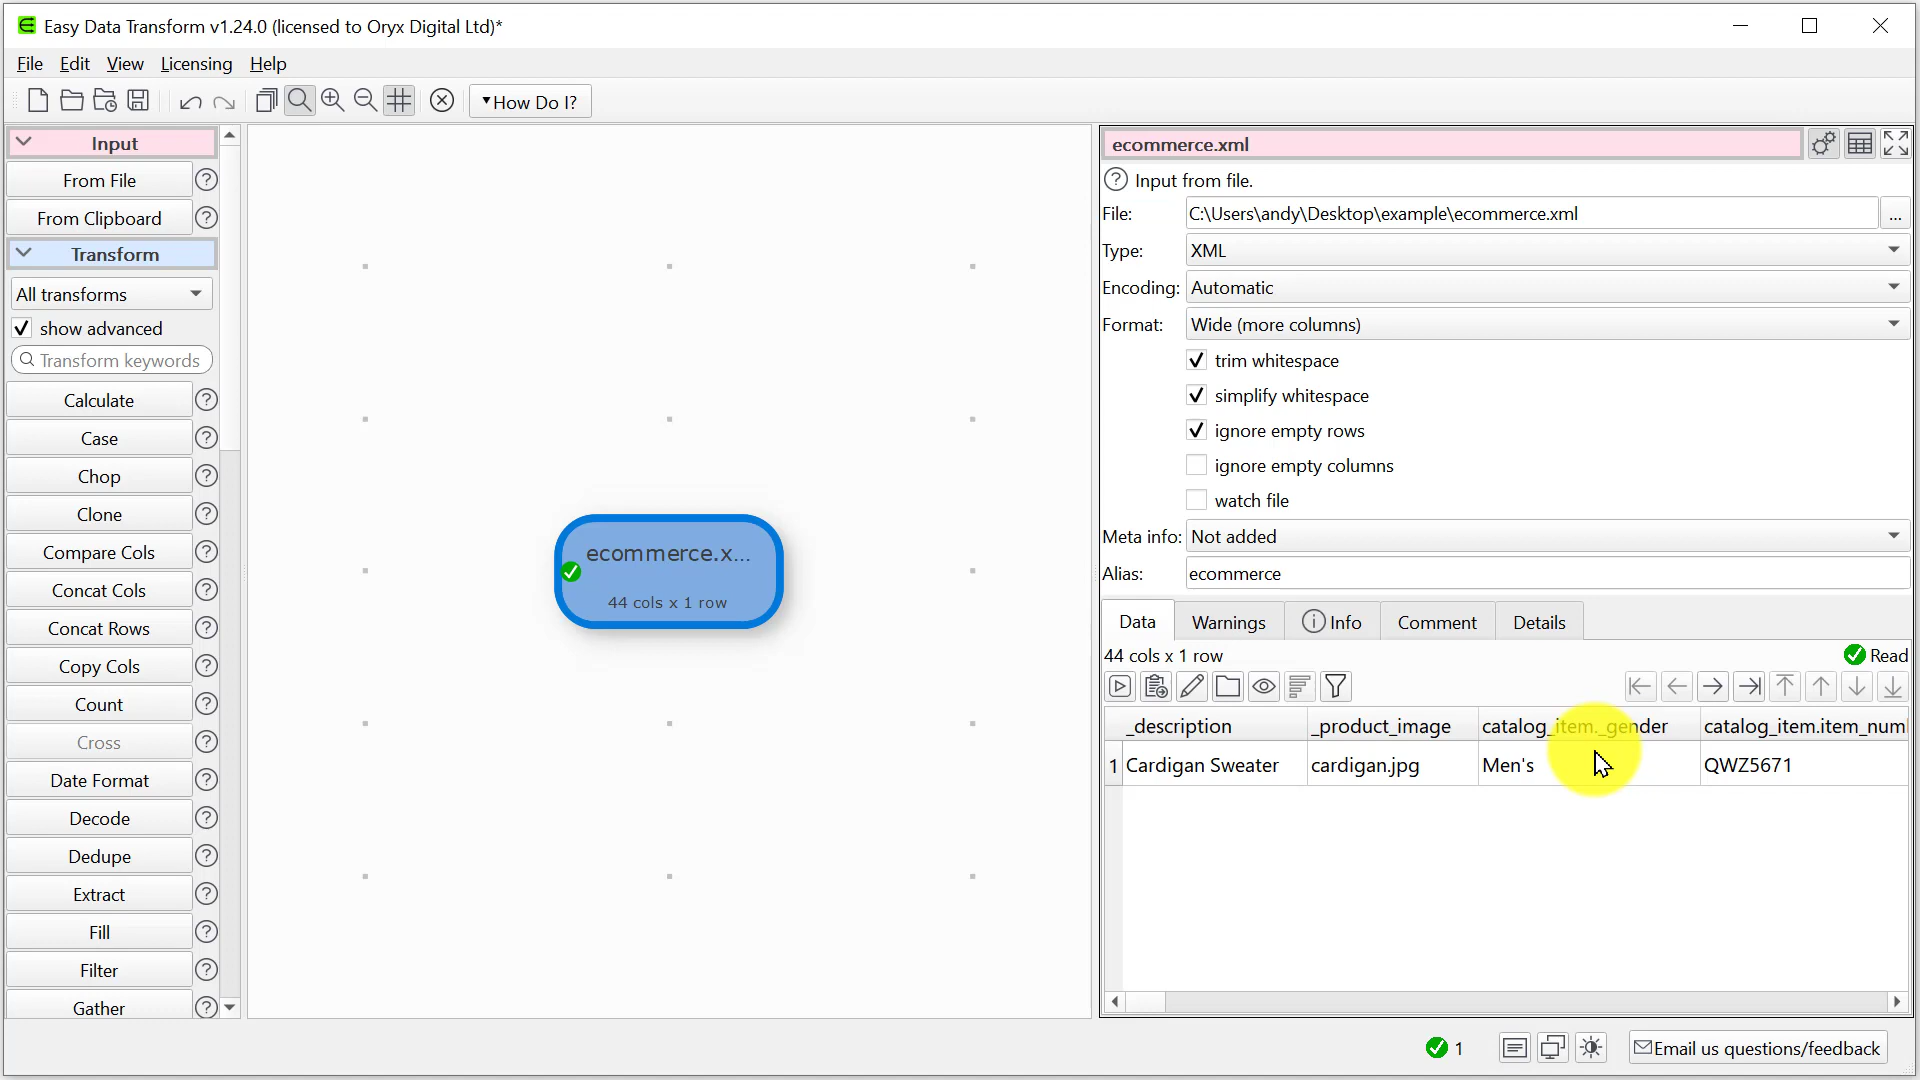 Easy Data Transform v1.24.0 (licensed to Oryx Digital Ltd)*
File Edit View Licensing Help
How Do I?
Input
From File
From Clipboard
Transform
All transforms
show advanced
Transform keywords
Calculate
Case
Chop
Clone
Compare Cols
Concat Cols
Concat Rows
Copy Cols
Count
Cross
Date Format
Decode
Dedupe
Extract
Fill
Filter
Gather
ecommerce.x...
44 cols x 1 row
ecommerce.xml
Input from file.
File: C:\Users\andy\Desktop\example\ecommerce.xml ...
Type: XML
Encoding: Automatic
Format: Wide (more columns)
trim whitespace
simplify whitespace
ignore empty rows
ignore empty columns
watch file
Meta info: Not added
Alias: ecommerce
Data Warnings Info Comment Details
44 cols x 1 row Read
_description _product_image catalog_item._gender catalog_item.item_num
1 Cardigan Sweater cardigan.jpg Men's QWZ5671
1 Email us questions/feedback